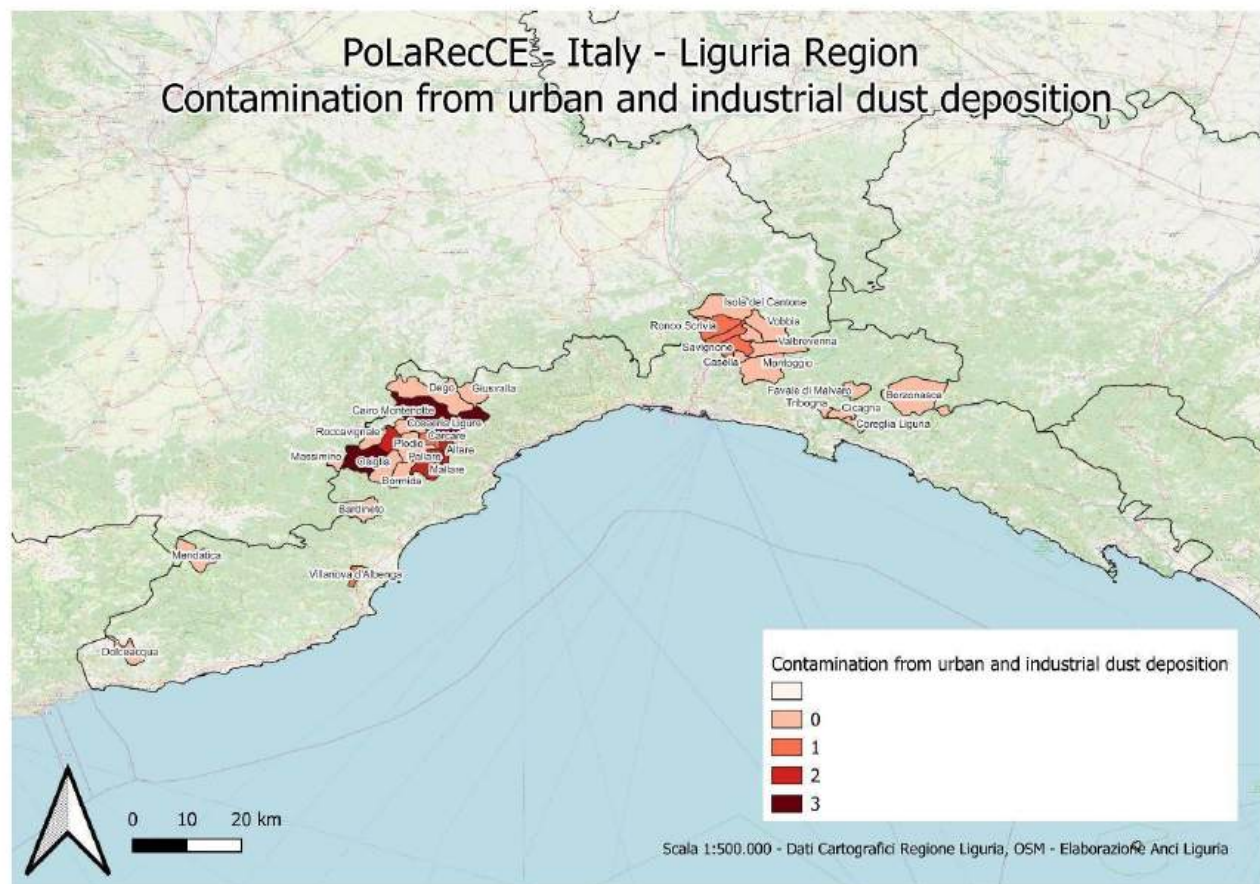 PoLaRecCE - Italy - Liguria Region
Contamination from urban and industrial dust deposition
Isola del Cantone
Ronco Scrivia
Vobbia
Savignone
Valbrevenna
Casella
Montoggio
Favale di Malvaro
Tribogna
Cicagna
Borzonasca
Coreglia Ligure
Dego
Giusvalla
Cairo Montenotte
Cosseria Ligure
Roccavignale
Carcare
Plodio
Altare
Massimino
Osiglia
Pallare
Mallare
Bormida
Bardineto
Mendatica
Villanova d'Albenga
Dolceacqua
Contamination from urban and industrial dust deposition
0
1
2
3
0 10 20 km
Scala 1:500.000 - Dati Cartografici Regione Liguria, OSM - Elaborazione Anci Liguria